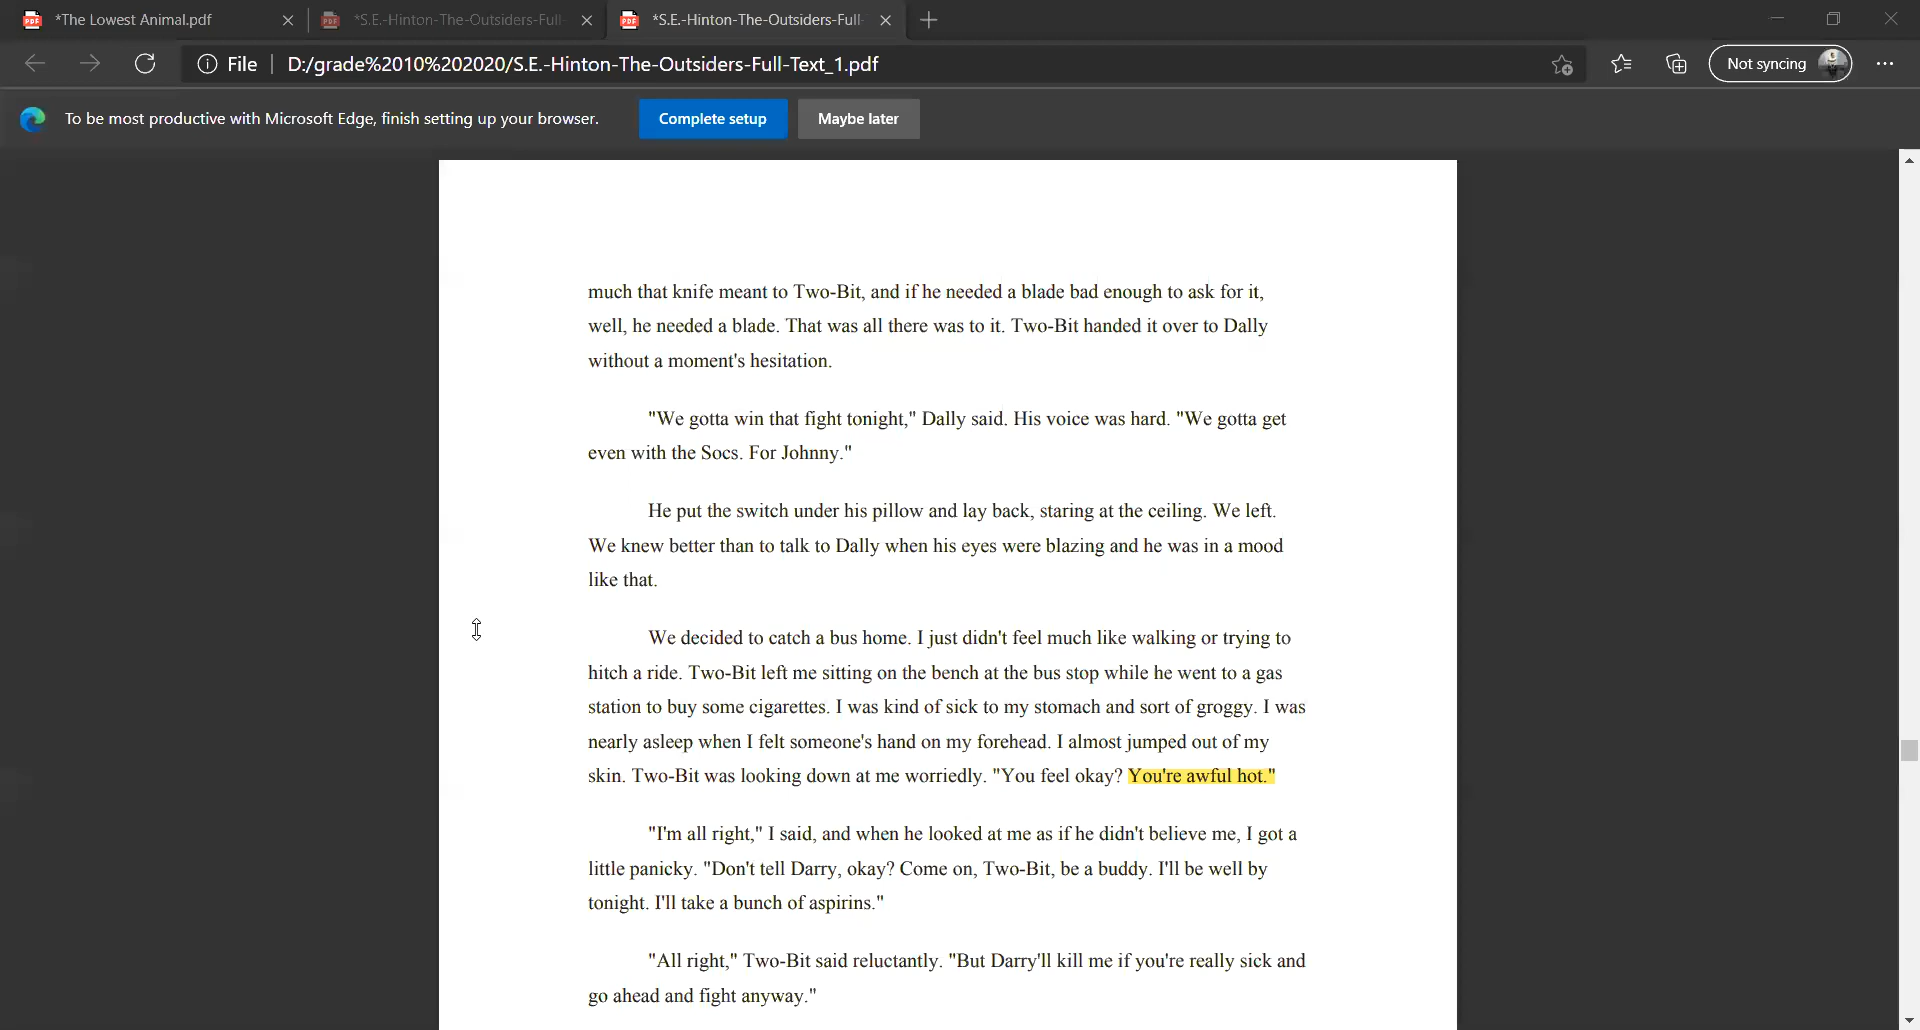 *The Lowest Animal.pdf
*S.E.-Hinton-The-Outsiders-Full-
*S.E.-Hinton-The-Outsiders-Full-
File
D:/grade%2010%202020/S.E.-Hinton-The-Outsiders-Full-Text_1.pdf
Not syncing
To be most productive with Microsoft Edge, finish setting up your browser.
Complete setup
Maybe later
much that knife meant to Two-Bit, and if he needed a blade bad enough to ask for it,
well, he needed a blade. That was all there was to it. Two-Bit handed it over to Dally
without a moment's hesitation.
"We gotta win that fight tonight," Dally said. His voice was hard. "We gotta get
even with the Socs. For Johnny."
He put the switch under his pillow and lay back, staring at the ceiling. We left.
We knew better than to talk to Dally when his eyes were blazing and he was in a mood
like that.
We decided to catch a bus home. I just didn't feel much like walking or trying to
hitch a ride. Two-Bit left me sitting on the bench at the bus stop while he went to a gas
station to buy some cigarettes. I was kind of sick to my stomach and sort of groggy. I was
nearly asleep when I felt someone's hand on my forehead. I almost jumped out of my
skin. Two-Bit was looking down at me worriedly. "You feel okay? You're awful hot."
"I'm all right," I said, and when he looked at me as if he didn't believe me, I got a
little panicky. "Don't tell Darry, okay? Come on, Two-Bit, be a buddy. I'll be well by
tonight. I'll take a bunch of aspirins."
"All right," Two-Bit said reluctantly. "But Darry'll kill me if you're really sick and
go ahead and fight anyway."